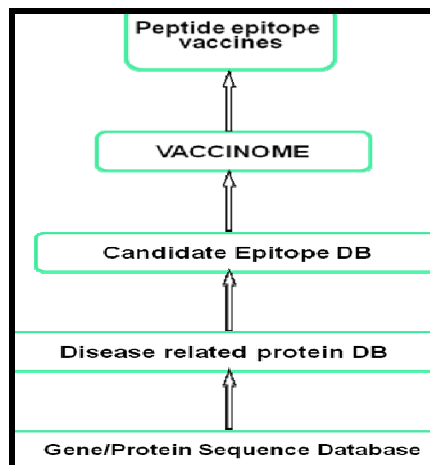 Peptide epitope
vaccines
VACCINOME
Candidate Epitope DB
Disease related protein DB
Gene/Protein Sequence Database